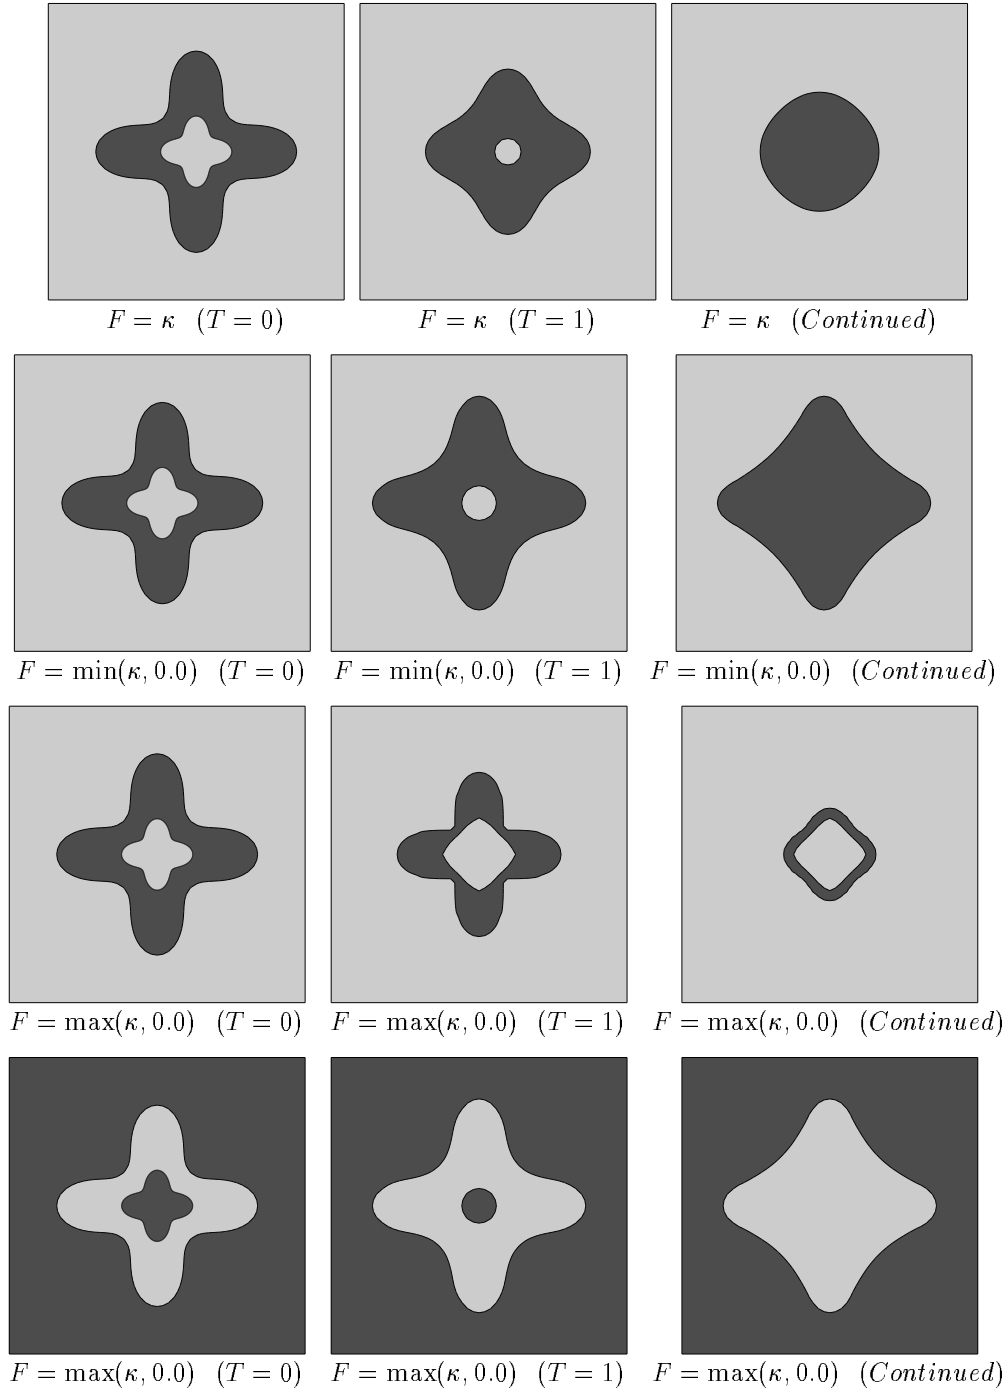 F = κ (T = 0) F = κ (T = 1) F = κ (Continued)
F = min(κ, 0.0) (T = 0) F = min(κ, 0.0) (T = 1) F = min(κ, 0.0) (Continued)
F = max(κ, 0.0) (T = 0) F = max(κ, 0.0) (T = 1) F = max(κ, 0.0) (Continued)
F = max(κ, 0.0) (T = 0) F = max(κ, 0.0) (T = 1) F = max(κ, 0.0) (Continued)